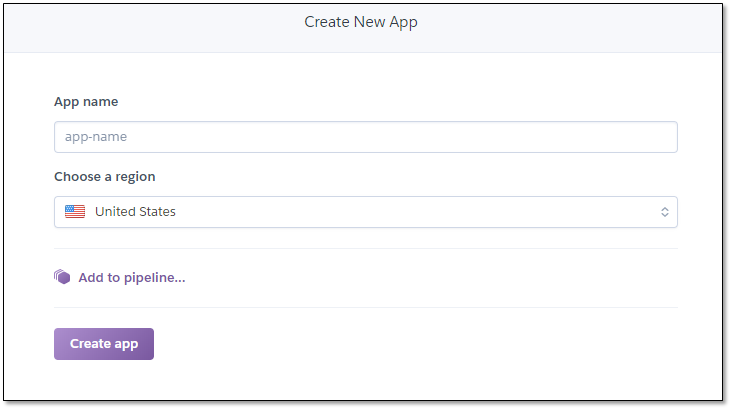 Create New App
App name
app-name
Choose a region
United States
Add to pipeline...
Create app